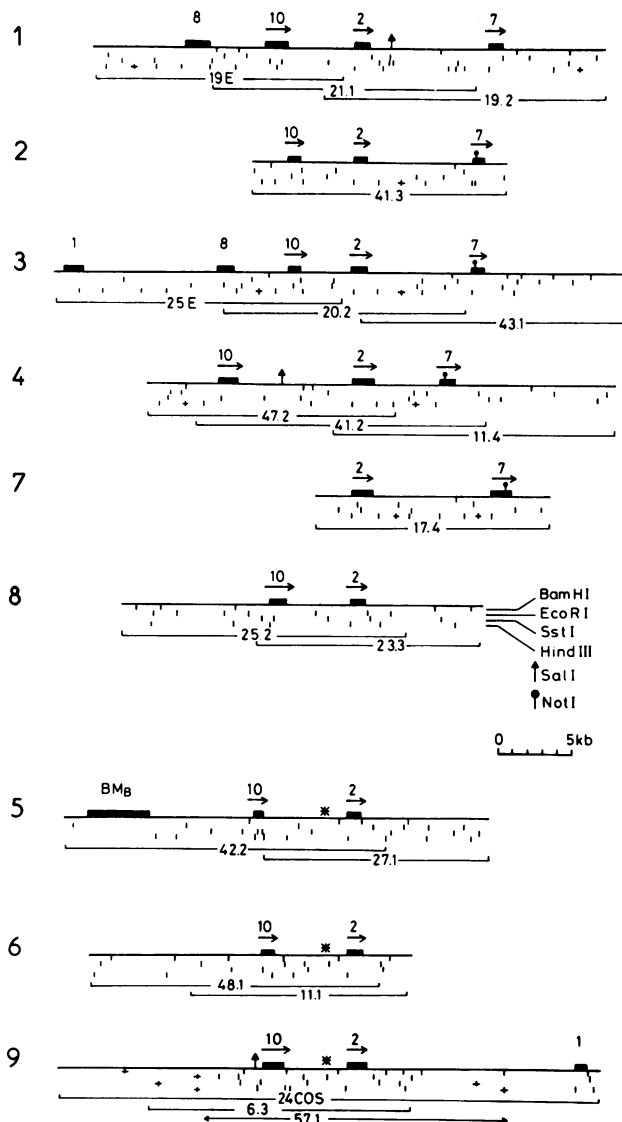 1 8 10 2 7
19E
21.1
19.2
2 10 2 7
41.3
3 1 8 10 2 7
25E
20.2
43.1
4 10 2 7
47.2
41.2
11.4
7 2 7
17.4
8 10 2
25.2
23.3
BamHI
EcoRI
SstI
HindIII
SalI
NotI
0 5kb
5 BMB 10 * 2
42.2
27.1
6 10 * 2
48.1
11.1
9 10 * 2 1
24COS
6.3
57.1